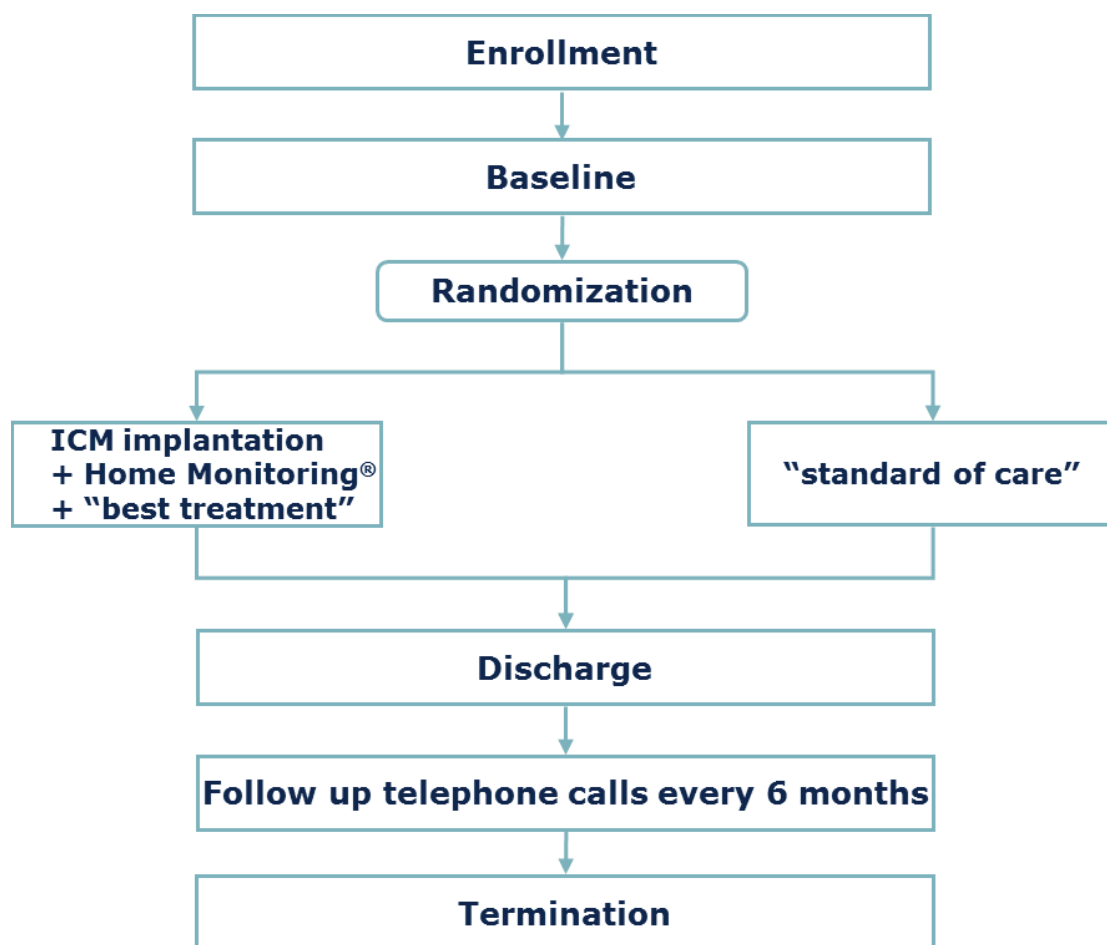 Enrollment
Baseline
Randomization
ICM implantation
+ Home Monitoring®
+ “best treatment”
“standard of care”
Discharge
Follow up telephone calls every 6 months
Termination